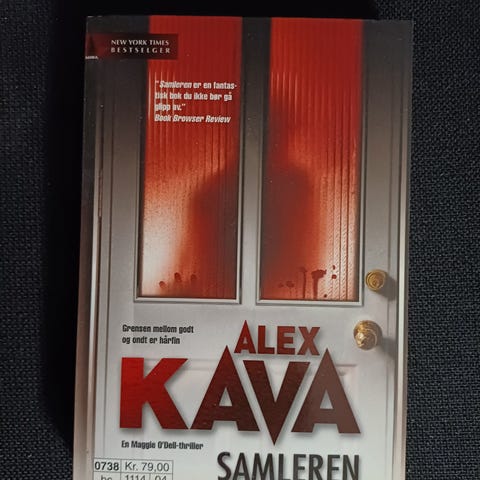 NEW YORK TIMES
BESTSELGER
"Samleren er en fantas-
tisk bok du ikke bør gå
glipp av."
Book Browser Review
Grensen mellom godt
og ondt er hårfin
ALEX
KAVA
En Maggie O'Dell-thriller
SAMLEREN
0738 Kr. 79,00
1114 04